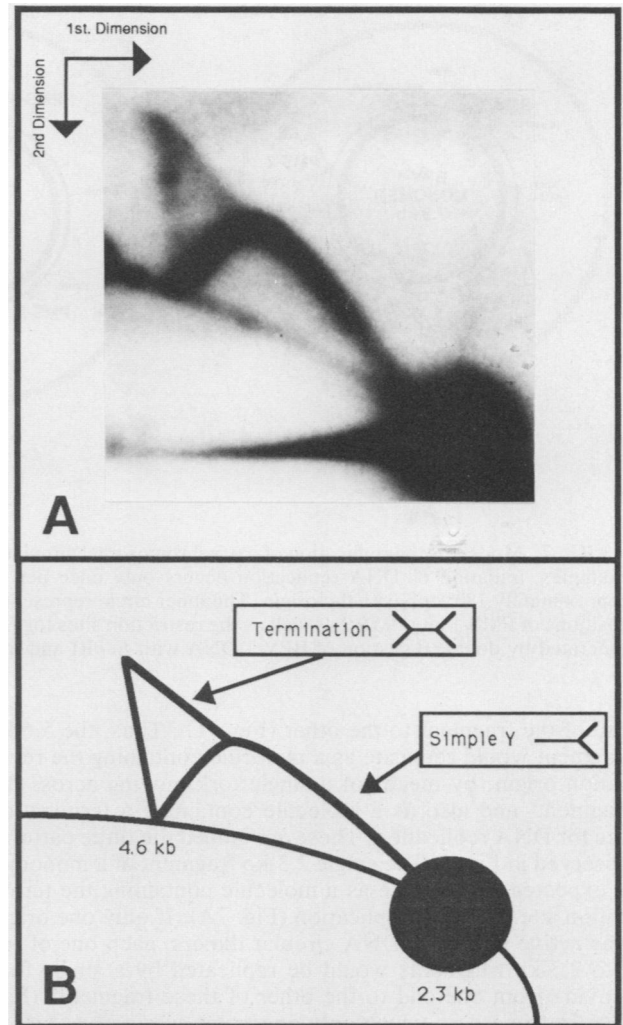 1st. Dimension
2nd Dimension
A
Termination
Simple Y
4.6 kb
2.3 kb
B